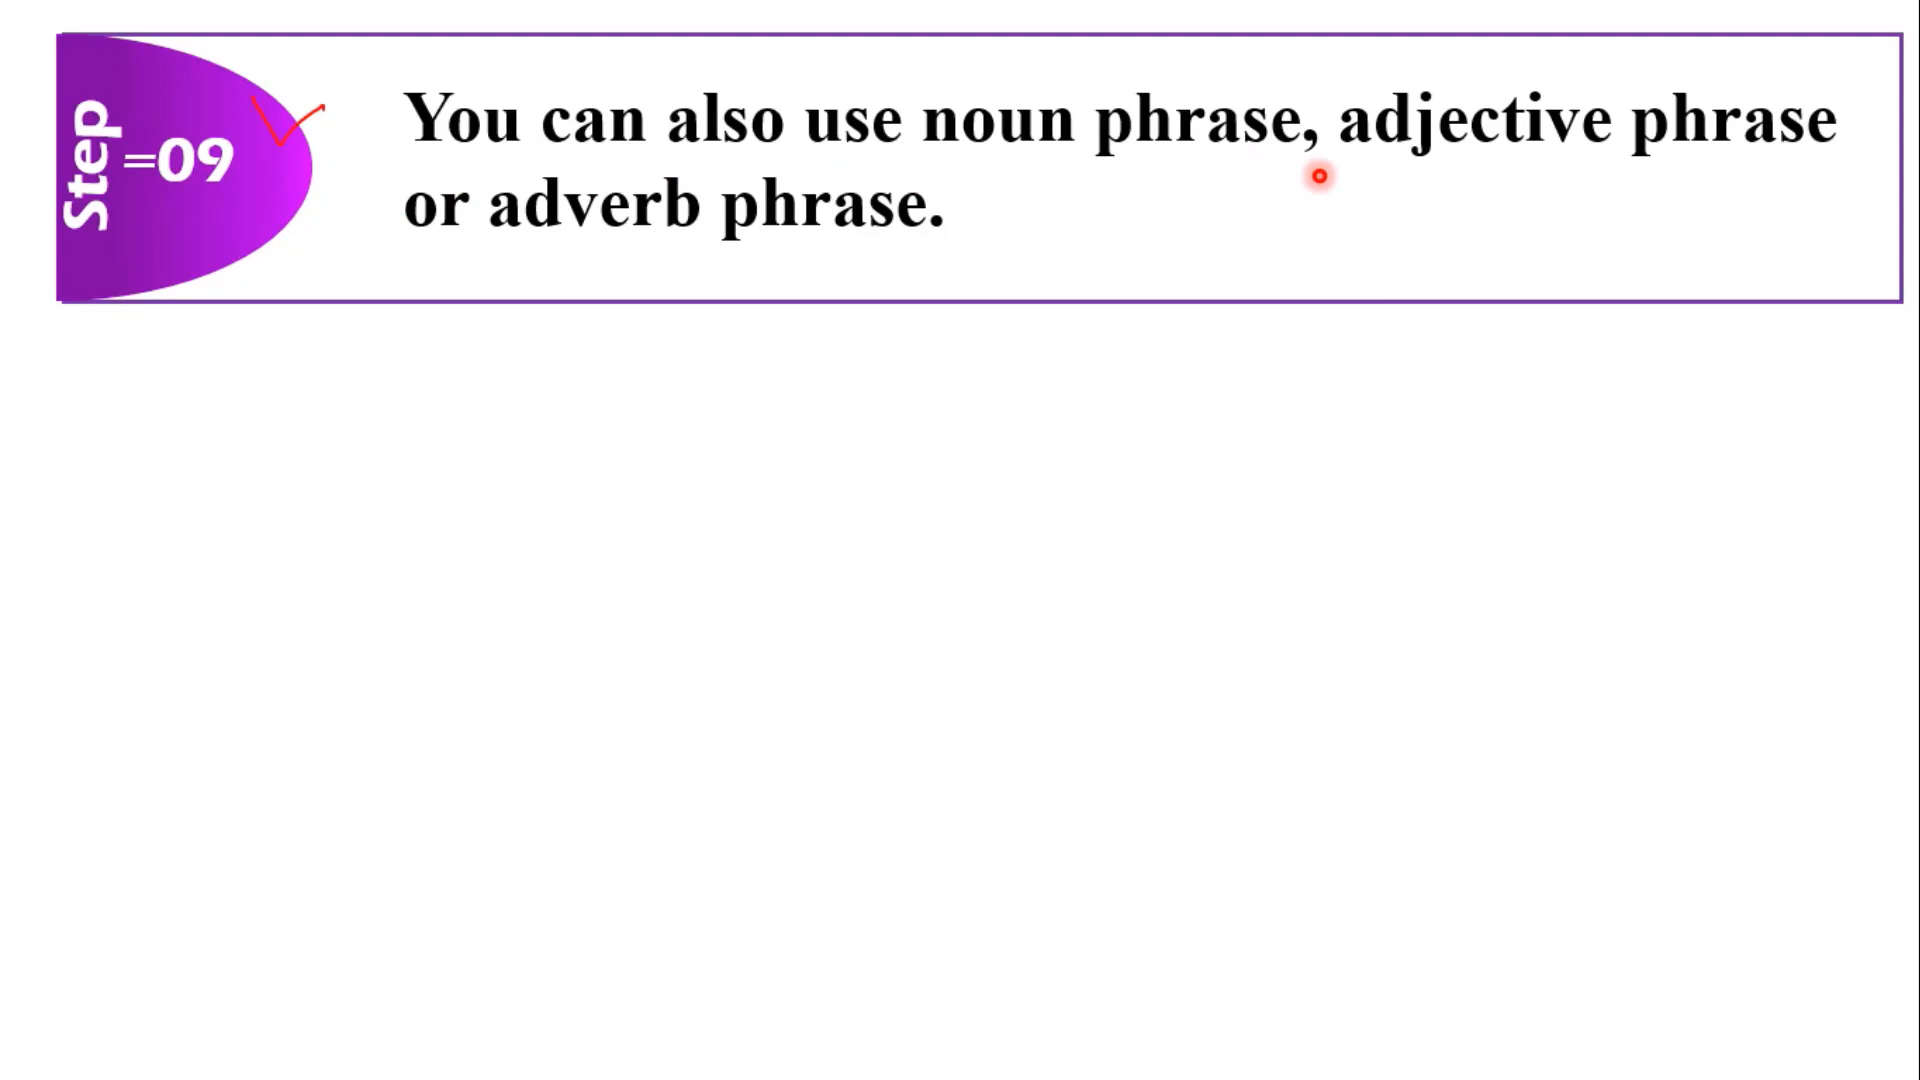 Step
=09
You can also use noun phrase, adjective phrase
or adverb phrase.